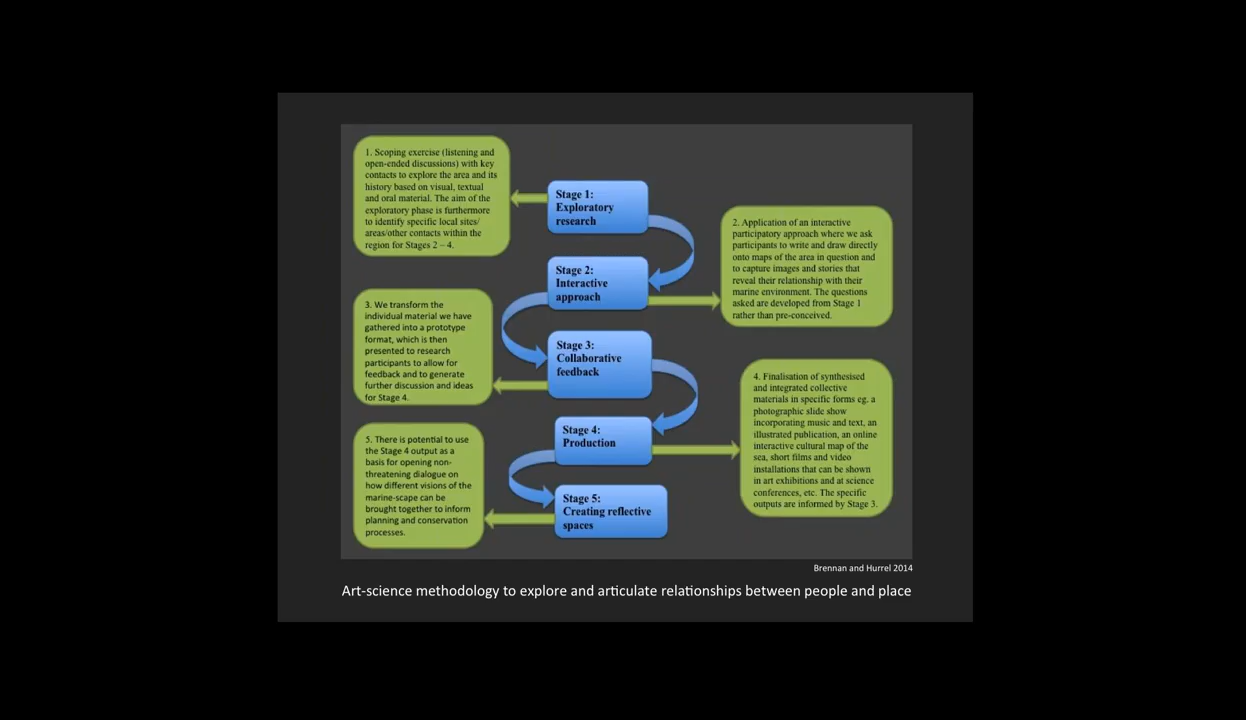 1. Scoping exercise (listening and
open-ended discussions) with key
contacts to explore the area and its
history based on visual, textual
and oral material. The aim of the
exploratory phase is furthermore
to identify specific local sites/
areas/other contacts within the
region for Stages 2 – 4.
Stage 1:
Exploratory
research
2. Application of an interactive
participatory approach where we ask
participants to write and draw directly
onto maps of the area in question and
to capture images and stories that
reveal their relationship with their
marine environment. The questions
asked are developed from Stage 1
rather than pre-conceived.
Stage 2:
Interactive
approach
3. We transform the
individual material we have
gathered into a prototype
format, which is then
presented to research
participants to allow for
feedback and to generate
further discussion and ideas
for Stage 4.
Stage 3:
Collaborative
feedback
4. Finalisation of synthesised
and integrated collective
materials in specific forms eg. a
photographic slide show
incorporating music and text, an
illustrated publication, an online
interactive cultural map of the
sea, short films and video
installations that can be shown
in art exhibitions and at science
conferences, etc. The specific
outputs are informed by Stage 3.
Stage 4:
Production
5. There is potential to use
the Stage 4 output as a
basis for opening non-
threatening dialogue on
how different visions of the
marine-scape can be
brought together to inform
planning and conservation
processes.
Stage 5:
Creating reflective
spaces
Brennan and Hurrel 2014
Art-science methodology to explore and articulate relationships between people and place